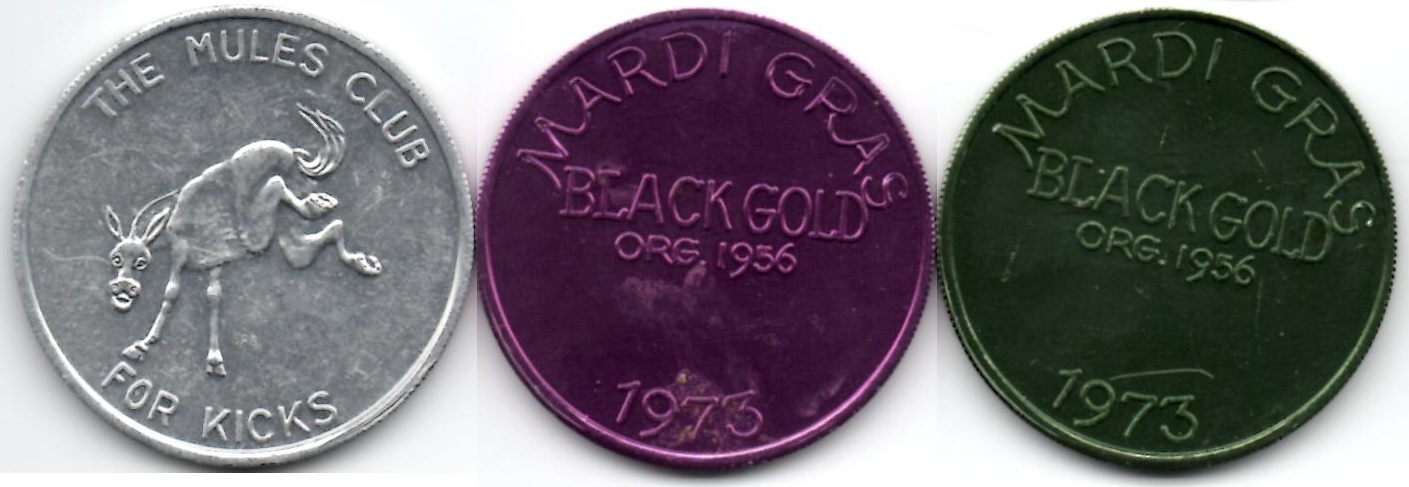 THE MULES CLUB
FOR KICKS
MARDI GRAS
BLACK GOLD
ORG. 1956
1973
MARDI GRAS
BLACK GOLD
ORG. 1956
1973